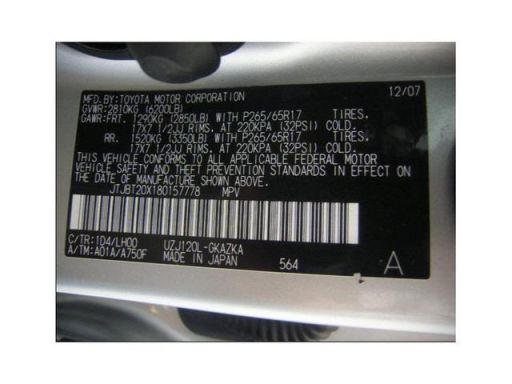 MFD.BY:TOYOTA MOTOR CORPORATION 12/07
GVWR:2810KG (6200LB)
GAWR:FRT. 1290KG (2850LB) WITH P265/65R17 TIRES.
17X7 1/2JJ RIMS, AT 220KPA (32PSI) COLD.
RR. 1520KG (3350LB) WITH P265/65R17 TIRES.
17X7 1/2JJ RIMS, AT 220KPA (32PSI) COLD.
THIS VEHICLE CONFORMS TO ALL APPLICABLE FEDERAL MOTOR
VEHICLE SAFETY AND THEFT PREVENTION STANDARDS IN EFFECT ON
THE DATE OF MANUFACTURE SHOWN ABOVE.
JTJBT20X180157778 MPV
C/TR:1D4/LH00 UZJ120L-GKAZKA
A/TM:A01A/A750F MADE IN JAPAN 564 A